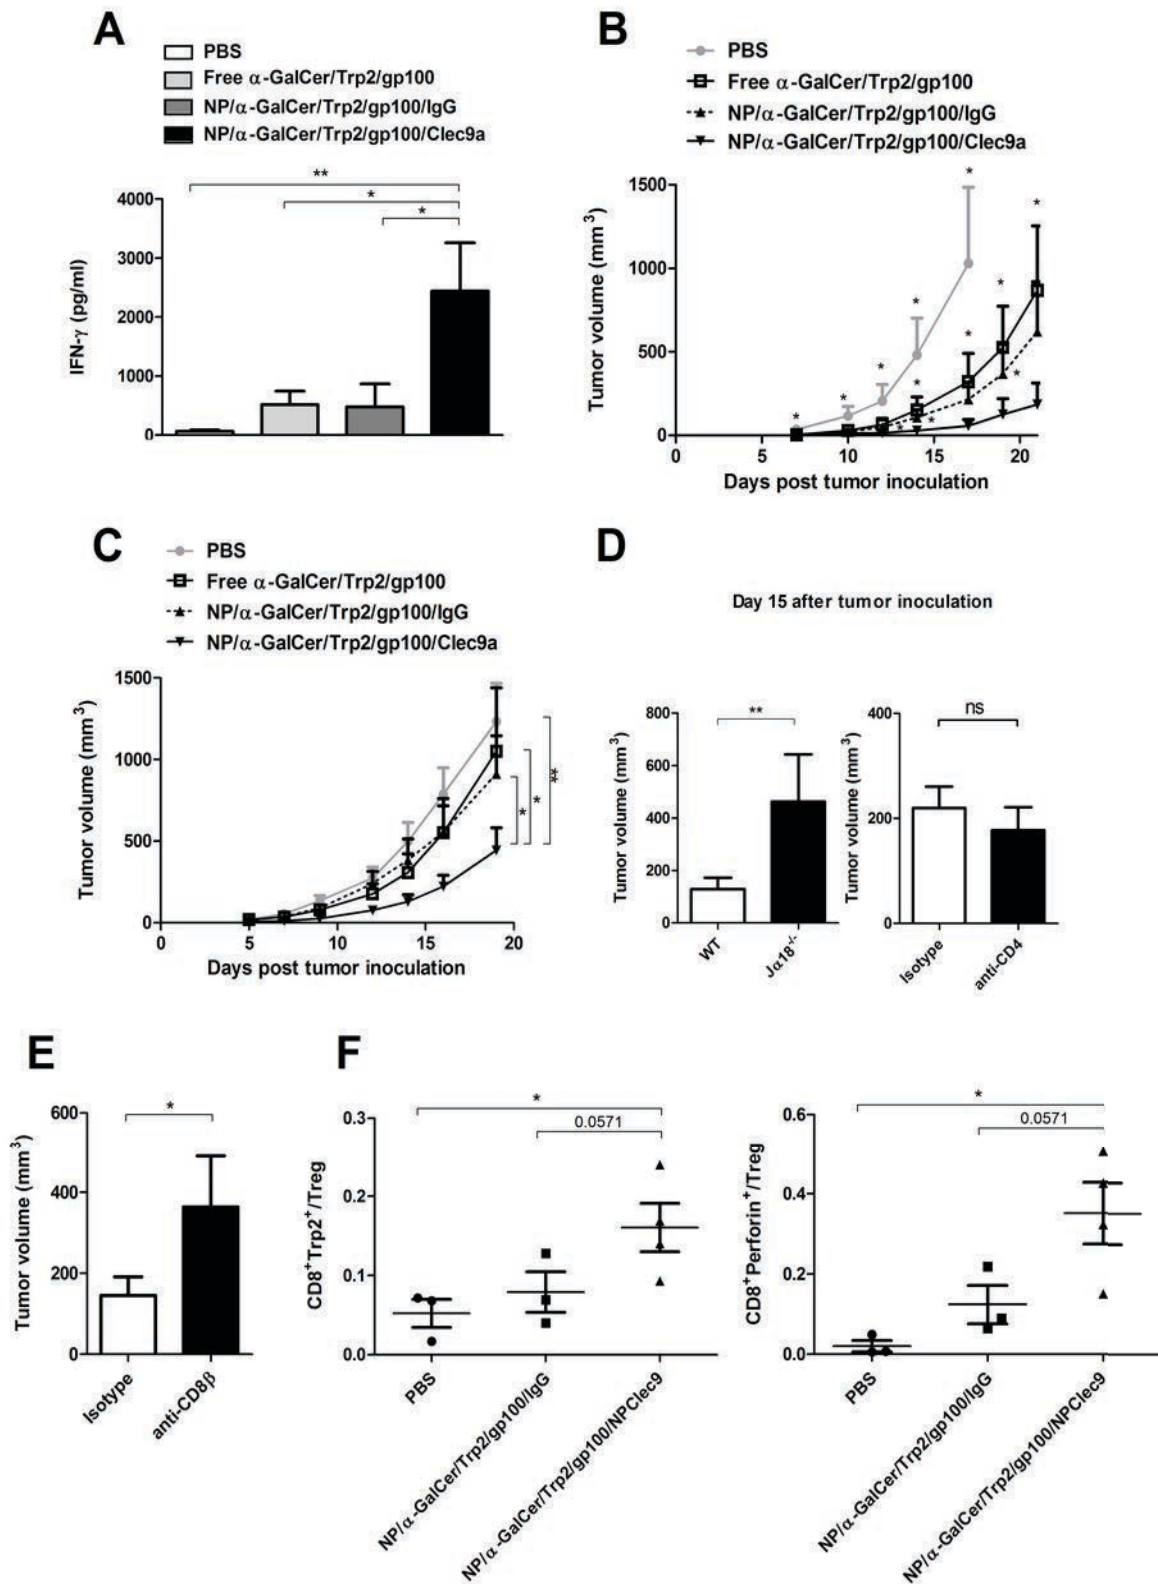 A
PBS
Free α-GalCer/Trp2/gp100
NP/α-GalCer/Trp2/gp100/IgG
NP/α-GalCer/Trp2/gp100/Clec9a
**
*
*
IFN-γ (pg/ml)
4000
3000
2000
1000
0
B
PBS
Free α-GalCer/Trp2/gp100
NP/α-GalCer/Trp2/gp100/IgG
NP/α-GalCer/Trp2/gp100/Clec9a
Tumor volume (mm³)
1500
1000
500
0
* * * * * * * * * * * * *
0 5 10 15 20
Days post tumor inoculation
C
PBS
Free α-GalCer/Trp2/gp100
NP/α-GalCer/Trp2/gp100/IgG
NP/α-GalCer/Trp2/gp100/Clec9a
Tumor volume (mm³)
1500
1000
500
0
* * **
0 5 10 15 20
Days post tumor inoculation
D
Day 15 after tumor inoculation
Tumor volume (mm³)
800
600
400
200
0
**
WT
Jα18⁻/⁻
Tumor volume (mm³)
400
200
0
ns
Isotype
anti-CD4
E
Tumor volume (mm³)
600
400
200
0
*
Isotype
anti-CD8β
F
CD8⁺Trp2⁺/Treg
0.3
0.2
0.1
0.0
*
0.0571
PBS
NP/α-GalCer/Trp2/gp100/IgG
NP/α-GalCer/Trp2/gp100/NPClec9
CD8⁺Perforin⁺/Treg
0.6
0.4
0.2
0.0
*
0.0571
PBS
NP/α-GalCer/Trp2/gp100/IgG
NP/α-GalCer/Trp2/gp100/NPClec9